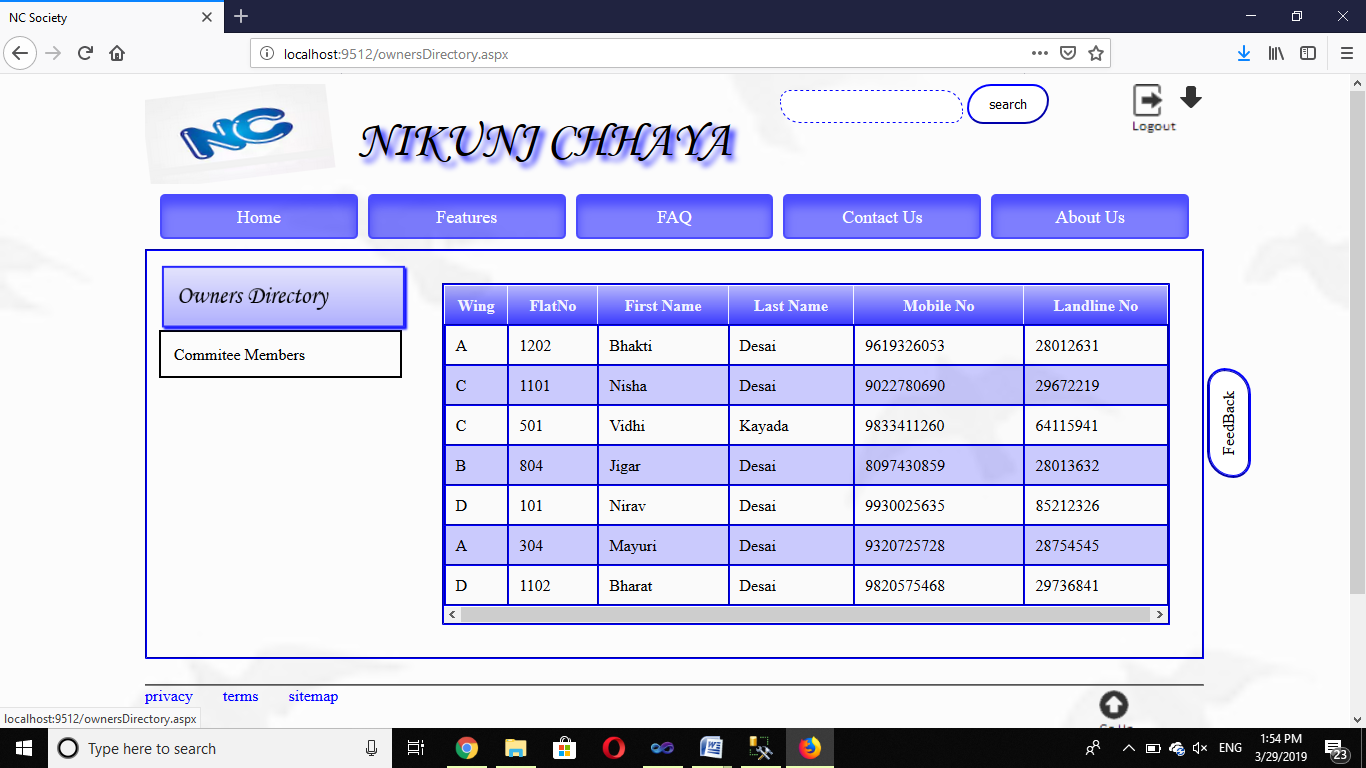 NC Society
localhost:9512/ownersDirectory.aspx
NC
NIKUNJ CHHAYA
search
Logout
Home Features FAQ Contact Us About Us
Owners Directory
Commitee Members
Wing FlatNo First Name Last Name Mobile No Landline No
A 1202 Bhakti Desai 9619326053 28012631
C 1101 Nisha Desai 9022780690 29672219
C 501 Vidhi Kayada 9833411260 64115941
B 804 Jigar Desai 8097430859 28013632
D 101 Nirav Desai 9930025635 85212326
A 304 Mayuri Desai 9320725728 28754545
D 1102 Bharat Desai 9820575468 29736841
FeedBack
privacy terms sitemap
localhost:9512/ownersDirectory.aspx
Type here to search
ENG
1:54 PM
3/29/2019
23